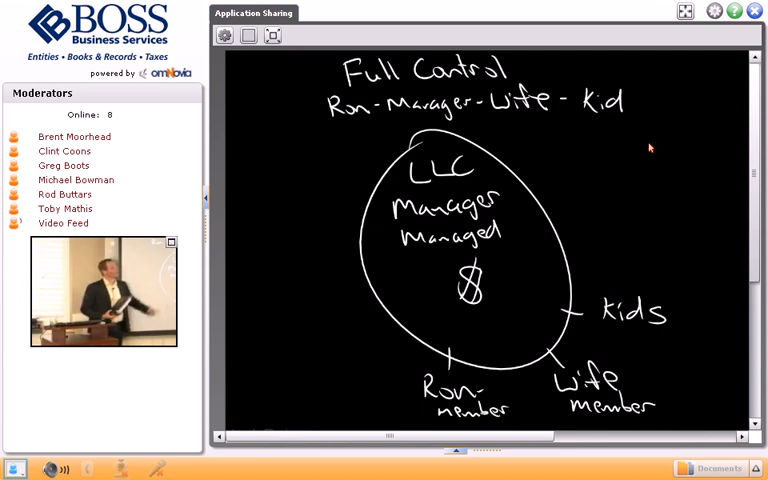 BOSS
Business Services
Entities • Books & Records • Taxes
powered by omNovia
Moderators
Online: 8
Brent Moorhead
Clint Coons
Greg Boots
Michael Bowman
Rod Buttars
Toby Mathis
Video Feed
Application Sharing
Full Control
Ron-Manager-Wife-Kid
LLC
Manager
Managed
$
Kids
Ron-
member
Wife
member
Documents